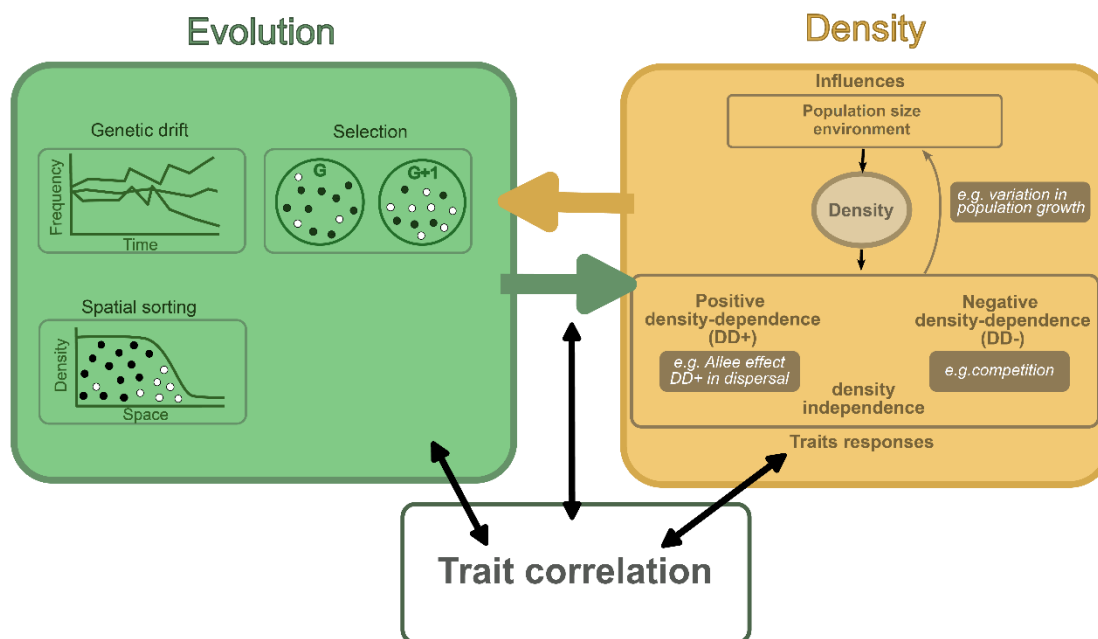 Evolution
Genetic drift
Frequency
Time
Selection
G
G+1
Spatial sorting
Density
Space
Density
Influences
Population size
environment
Density
e.g. variation in
population growth
Positive
density-dependence
(DD+)
e.g. Allee effect
DD+ in dispersal
Negative
density-dependence
(DD-)
e.g.competition
density
independence
Traits responses
Trait correlation